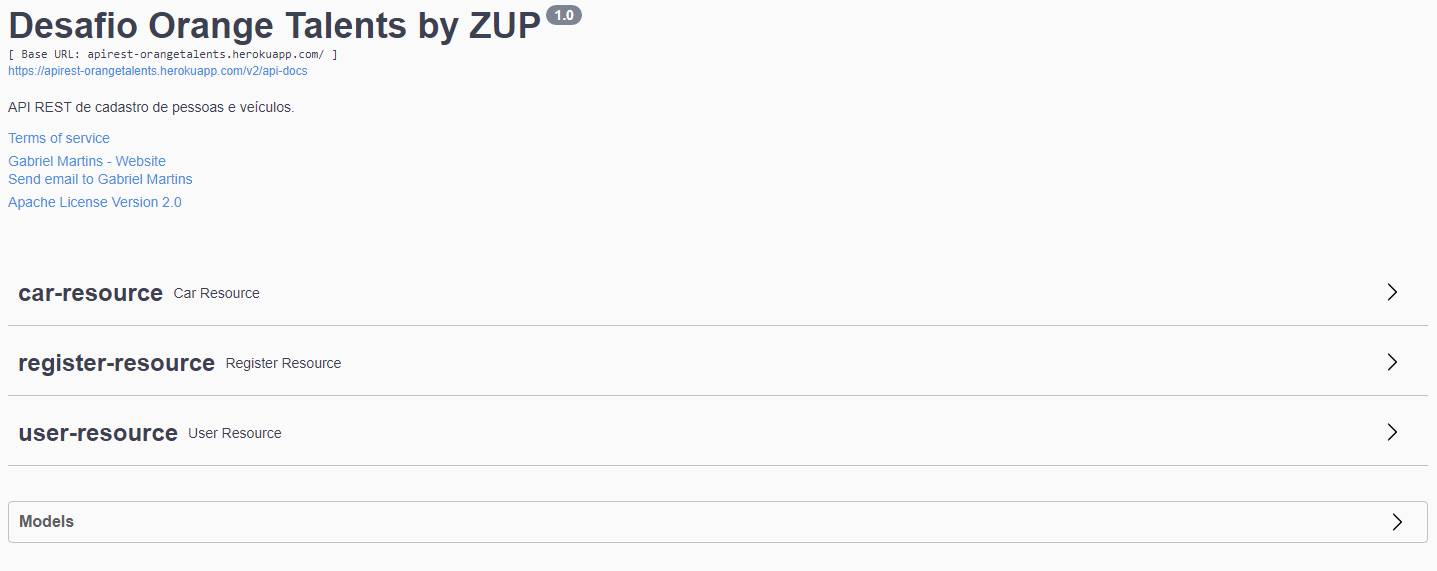 Desafio Orange Talents by ZUP 1.0
[ Base URL: apirest-orangetalents.herokuapp.com/ ]
https://apirest-orangetalents.herokuapp.com/v2/api-docs
API REST de cadastro de pessoas e veículos.
Terms of service
Gabriel Martins - Website
Send email to Gabriel Martins
Apache License Version 2.0
car-resource Car Resource
register-resource Register Resource
user-resource User Resource
Models